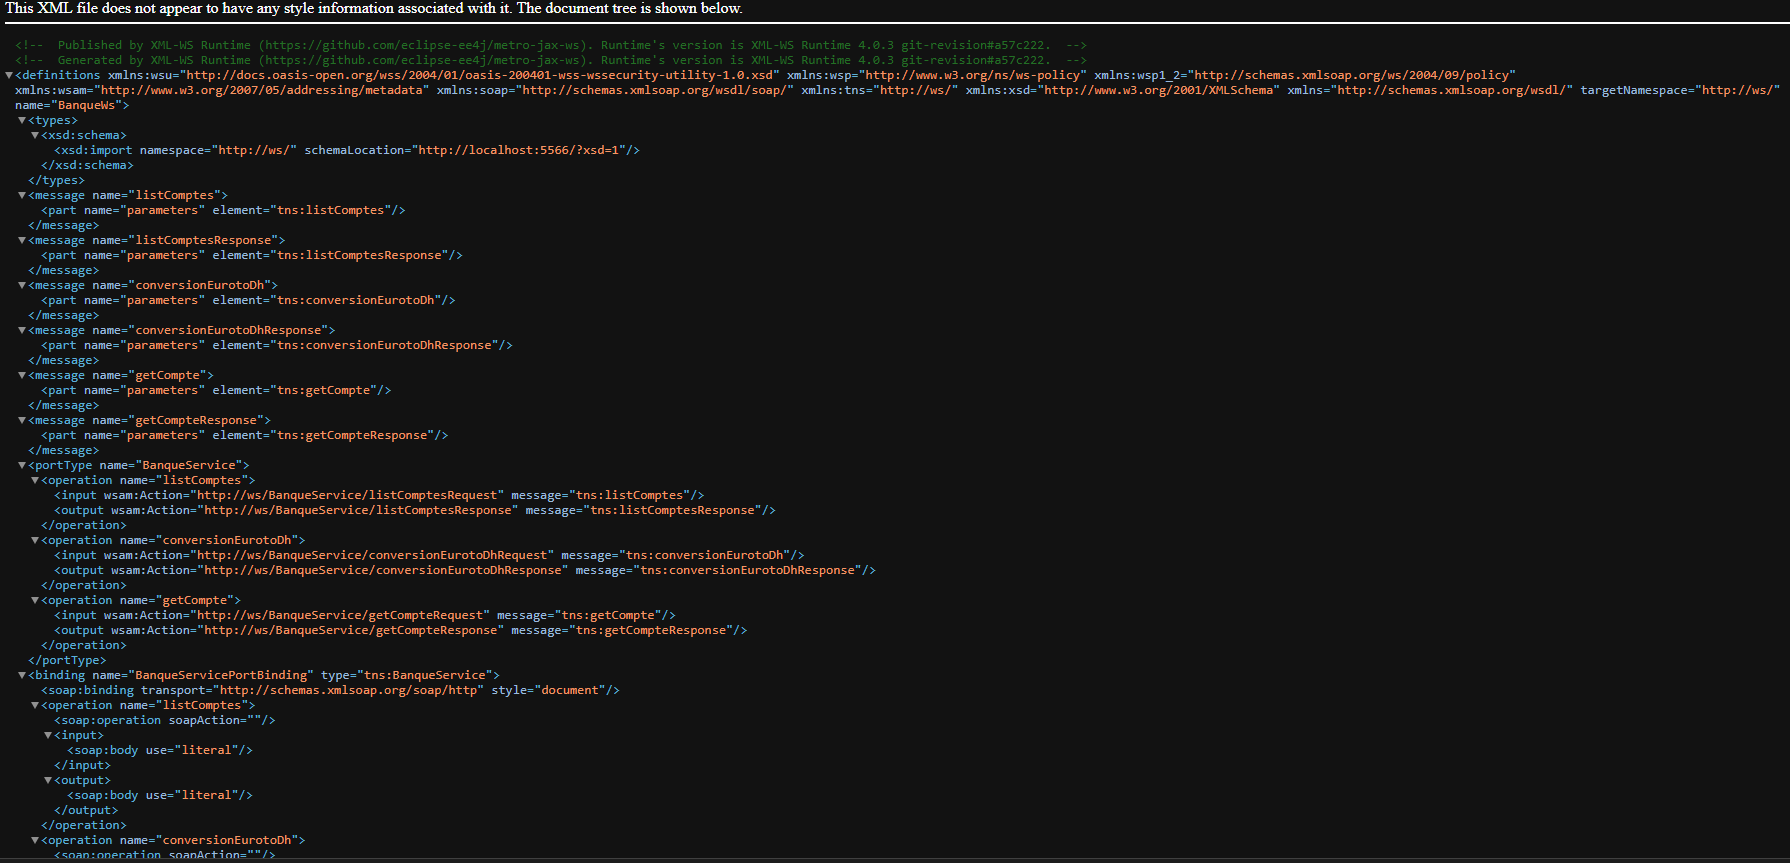 This XML file does not appear to have any style information associated with it. The document tree is shown below.
<!--  Published by XML-WS Runtime (https://github.com/eclipse-ee4j/metro-jax-ws). Runtime's version is XML-WS Runtime 4.0.3 git-revision#a57c222.  -->
<!--  Generated by XML-WS Runtime (https://github.com/eclipse-ee4j/metro-jax-ws). Runtime's version is XML-WS Runtime 4.0.3 git-revision#a57c222.  -->
▼<definitions xmlns:wsu="http://docs.oasis-open.org/wss/2004/01/oasis-200401-wss-wssecurity-utility-1.0.xsd" xmlns:wsp="http://www.w3.org/ns/ws-policy" xmlns:wsp1_2="http://schemas.xmlsoap.org/ws/2004/09/policy"
xmlns:wsam="http://www.w3.org/2007/05/addressing/metadata" xmlns:soap="http://schemas.xmlsoap.org/wsdl/soap/" xmlns:tns="http://ws/" xmlns:xsd="http://www.w3.org/2001/XMLSchema" xmlns="http://schemas.xmlsoap.org/wsdl/" targetNamespace="http://ws/"
name="BanqueWs">
▼<types>
▼<xsd:schema>
<xsd:import namespace="http://ws/" schemaLocation="http://localhost:5566/?xsd=1"/>
</xsd:schema>
</types>
▼<message name="listComptes">
<part name="parameters" element="tns:listComptes"/>
</message>
▼<message name="listComptesResponse">
<part name="parameters" element="tns:listComptesResponse"/>
</message>
▼<message name="conversionEurotoDh">
<part name="parameters" element="tns:conversionEurotoDh"/>
</message>
▼<message name="conversionEurotoDhResponse">
<part name="parameters" element="tns:conversionEurotoDhResponse"/>
</message>
▼<message name="getCompte">
<part name="parameters" element="tns:getCompte"/>
</message>
▼<message name="getCompteResponse">
<part name="parameters" element="tns:getCompteResponse"/>
</message>
▼<portType name="BanqueService">
▼<operation name="listComptes">
<input wsam:Action="http://ws/BanqueService/listComptesRequest" message="tns:listComptes"/>
<output wsam:Action="http://ws/BanqueService/listComptesResponse" message="tns:listComptesResponse"/>
</operation>
▼<operation name="conversionEurotoDh">
<input wsam:Action="http://ws/BanqueService/conversionEurotoDhRequest" message="tns:conversionEurotoDh"/>
<output wsam:Action="http://ws/BanqueService/conversionEurotoDhResponse" message="tns:conversionEurotoDhResponse"/>
</operation>
▼<operation name="getCompte">
<input wsam:Action="http://ws/BanqueService/getCompteRequest" message="tns:getCompte"/>
<output wsam:Action="http://ws/BanqueService/getCompteResponse" message="tns:getCompteResponse"/>
</operation>
</portType>
▼<binding name="BanqueServicePortBinding" type="tns:BanqueService">
<soap:binding transport="http://schemas.xmlsoap.org/soap/http" style="document"/>
▼<operation name="listComptes">
<soap:operation soapAction=""/>
▼<input>
<soap:body use="literal"/>
</input>
▼<output>
<soap:body use="literal"/>
</output>
</operation>
▼<operation name="conversionEurotoDh">
<soap:operation soapAction=""/>